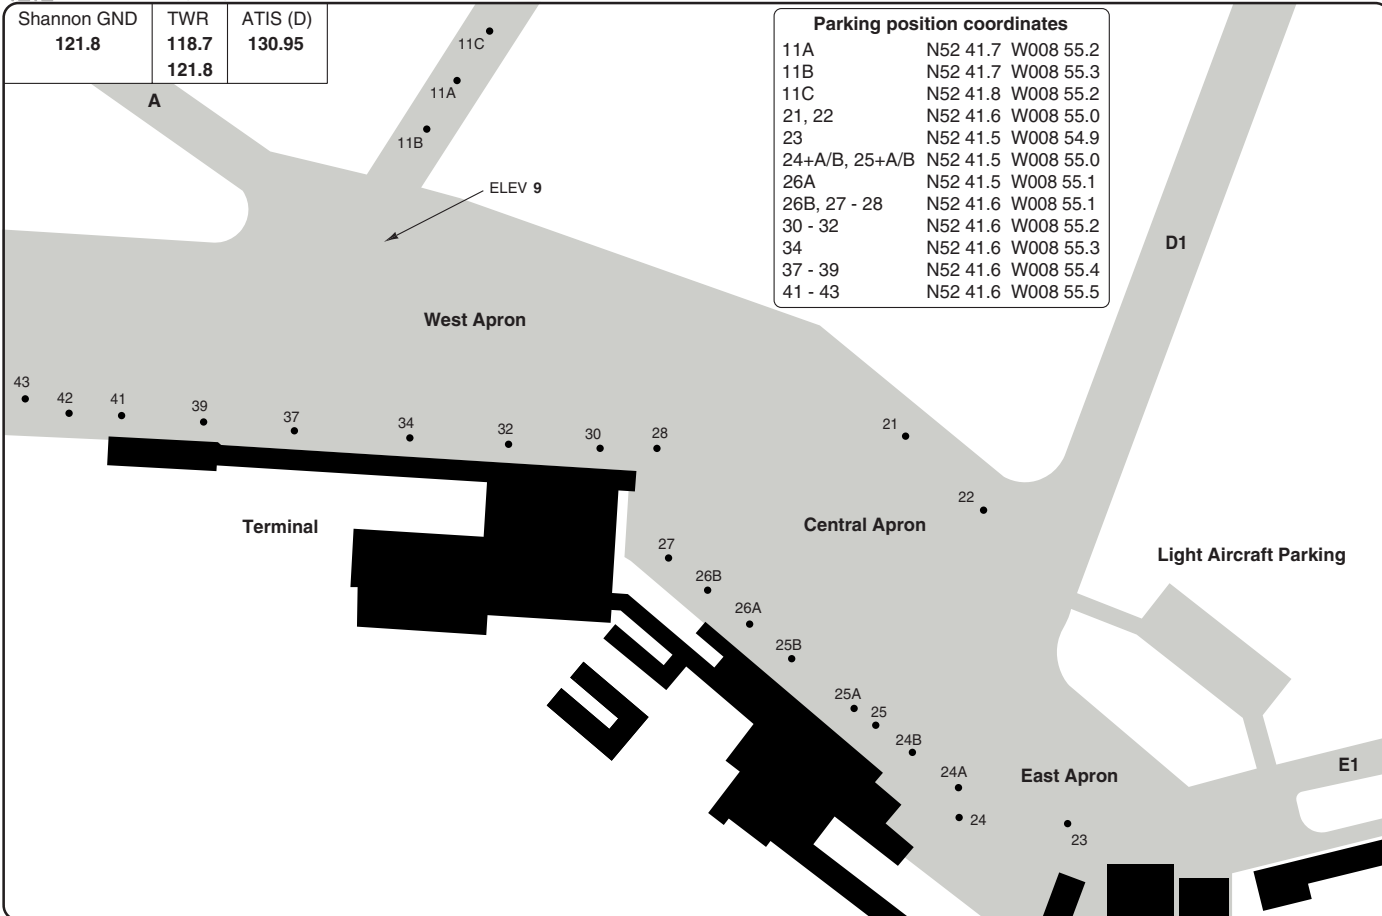 Shannon GND
121.8
TWR
118.7
121.8
ATIS (D)
130.95
Parking position coordinates
11A N52 41.7 W008 55.2
11B N52 41.7 W008 55.3
11C N52 41.8 W008 55.2
21, 22 N52 41.6 W008 55.0
23 N52 41.5 W008 54.9
24+A/B, 25+A/B N52 41.5 W008 55.0
26A N52 41.5 W008 55.1
26B, 27 - 28 N52 41.6 W008 55.1
30 - 32 N52 41.6 W008 55.2
34 N52 41.6 W008 55.3
37 - 39 N52 41.6 W008 55.4
41 - 43 N52 41.6 W008 55.5
11C
11A
A
11B
ELEV 9
D1
West Apron
43
42
41
39
37
34
32
30
28
21
22
Terminal
Central Apron
27
Light Aircraft Parking
26B
26A
25B
25A
25
24B
24A
East Apron
E1
24
23